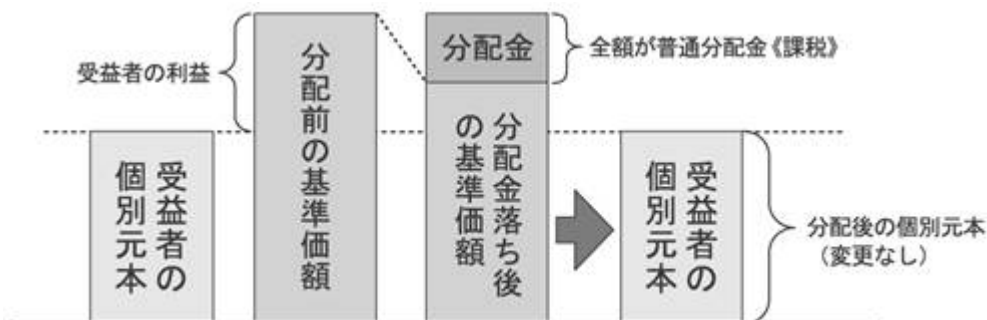 受益者の利益
受益者の
個別元本
分配前の基準価額
分配金
全額が普通分配金《課税》
分配金落ち後
の基準価額
受益者の
個別元本
分配後の個別元本
（変更なし）